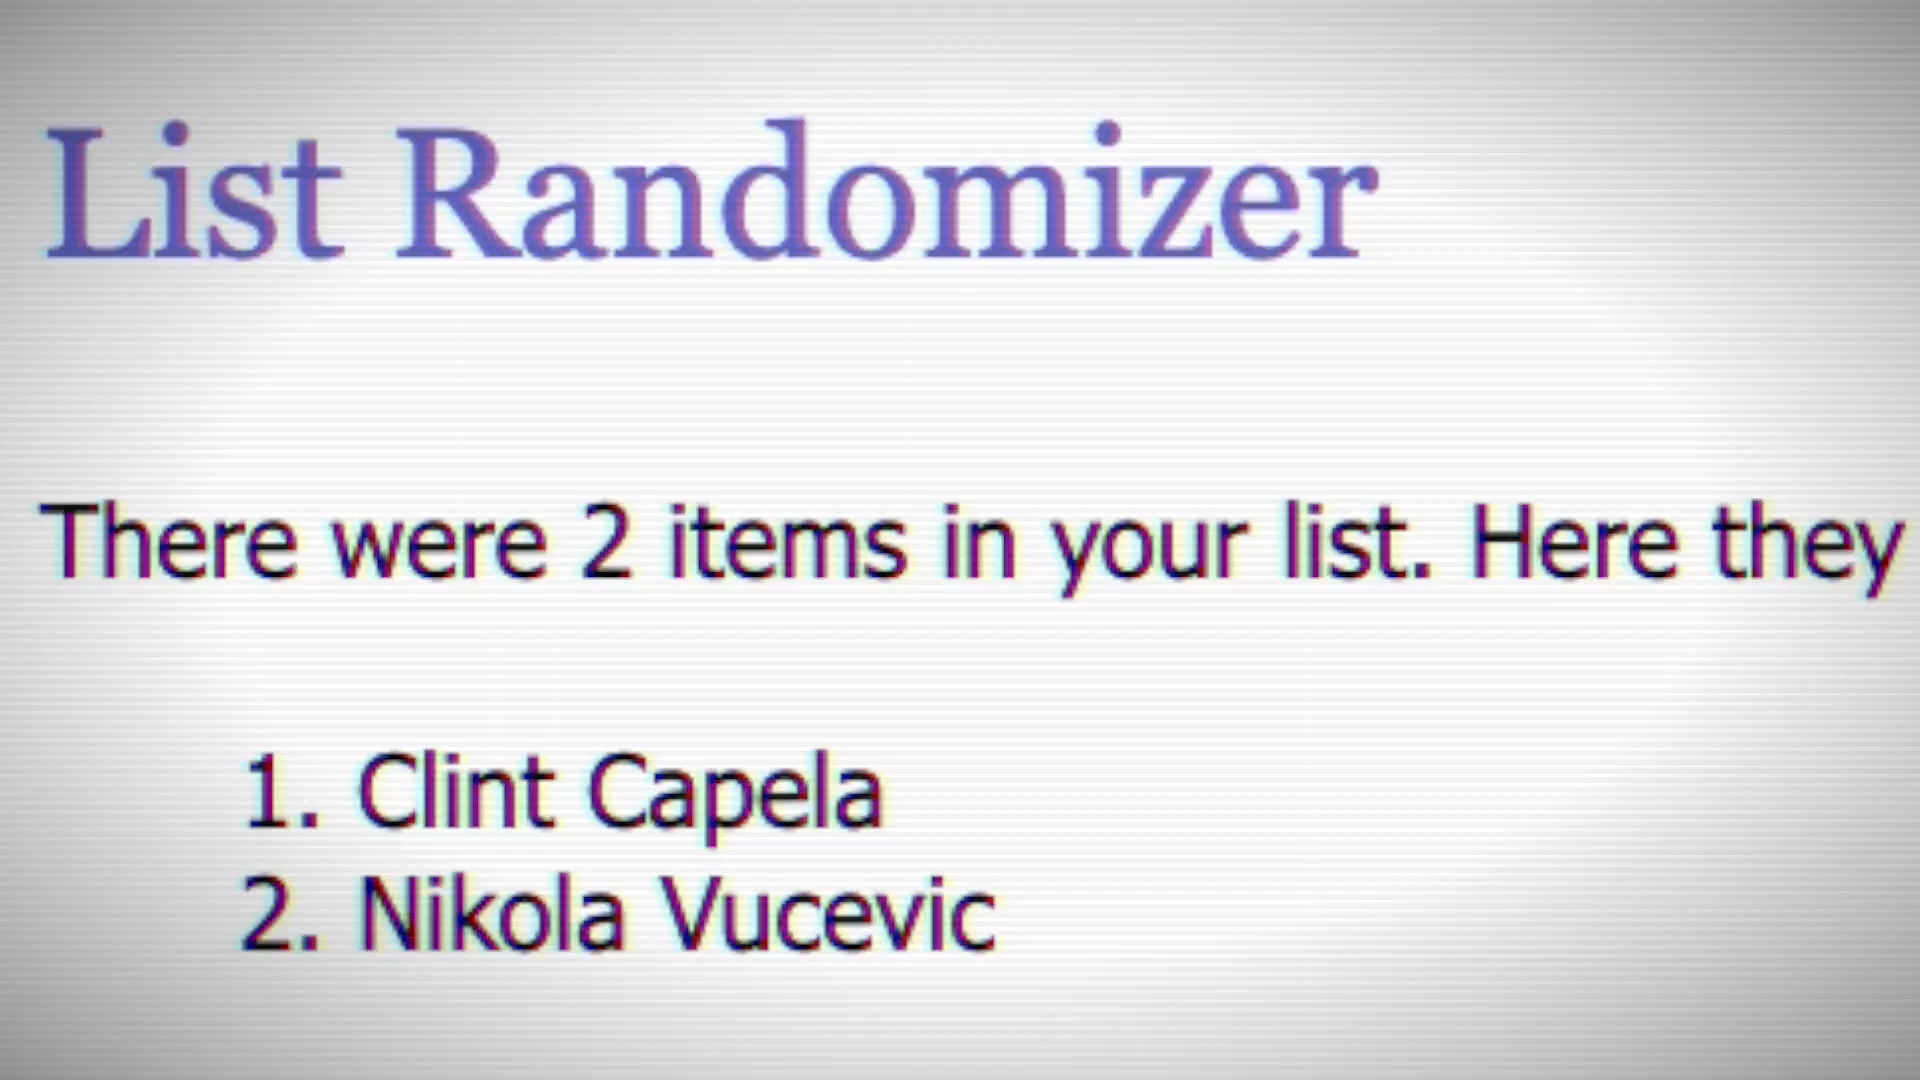 List Randomizer
There were 2 items in your list. Here they
1. Clint Capela
2. Nikola Vucevic